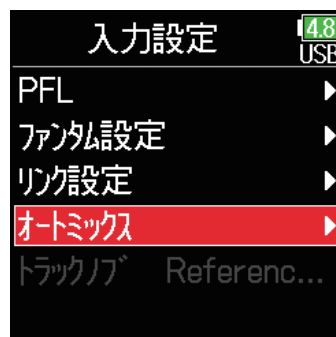 入力設定
4.8
USB
PFL
ファンタム設定
リンク設定
オートミックス
トラックノブ Referenc...